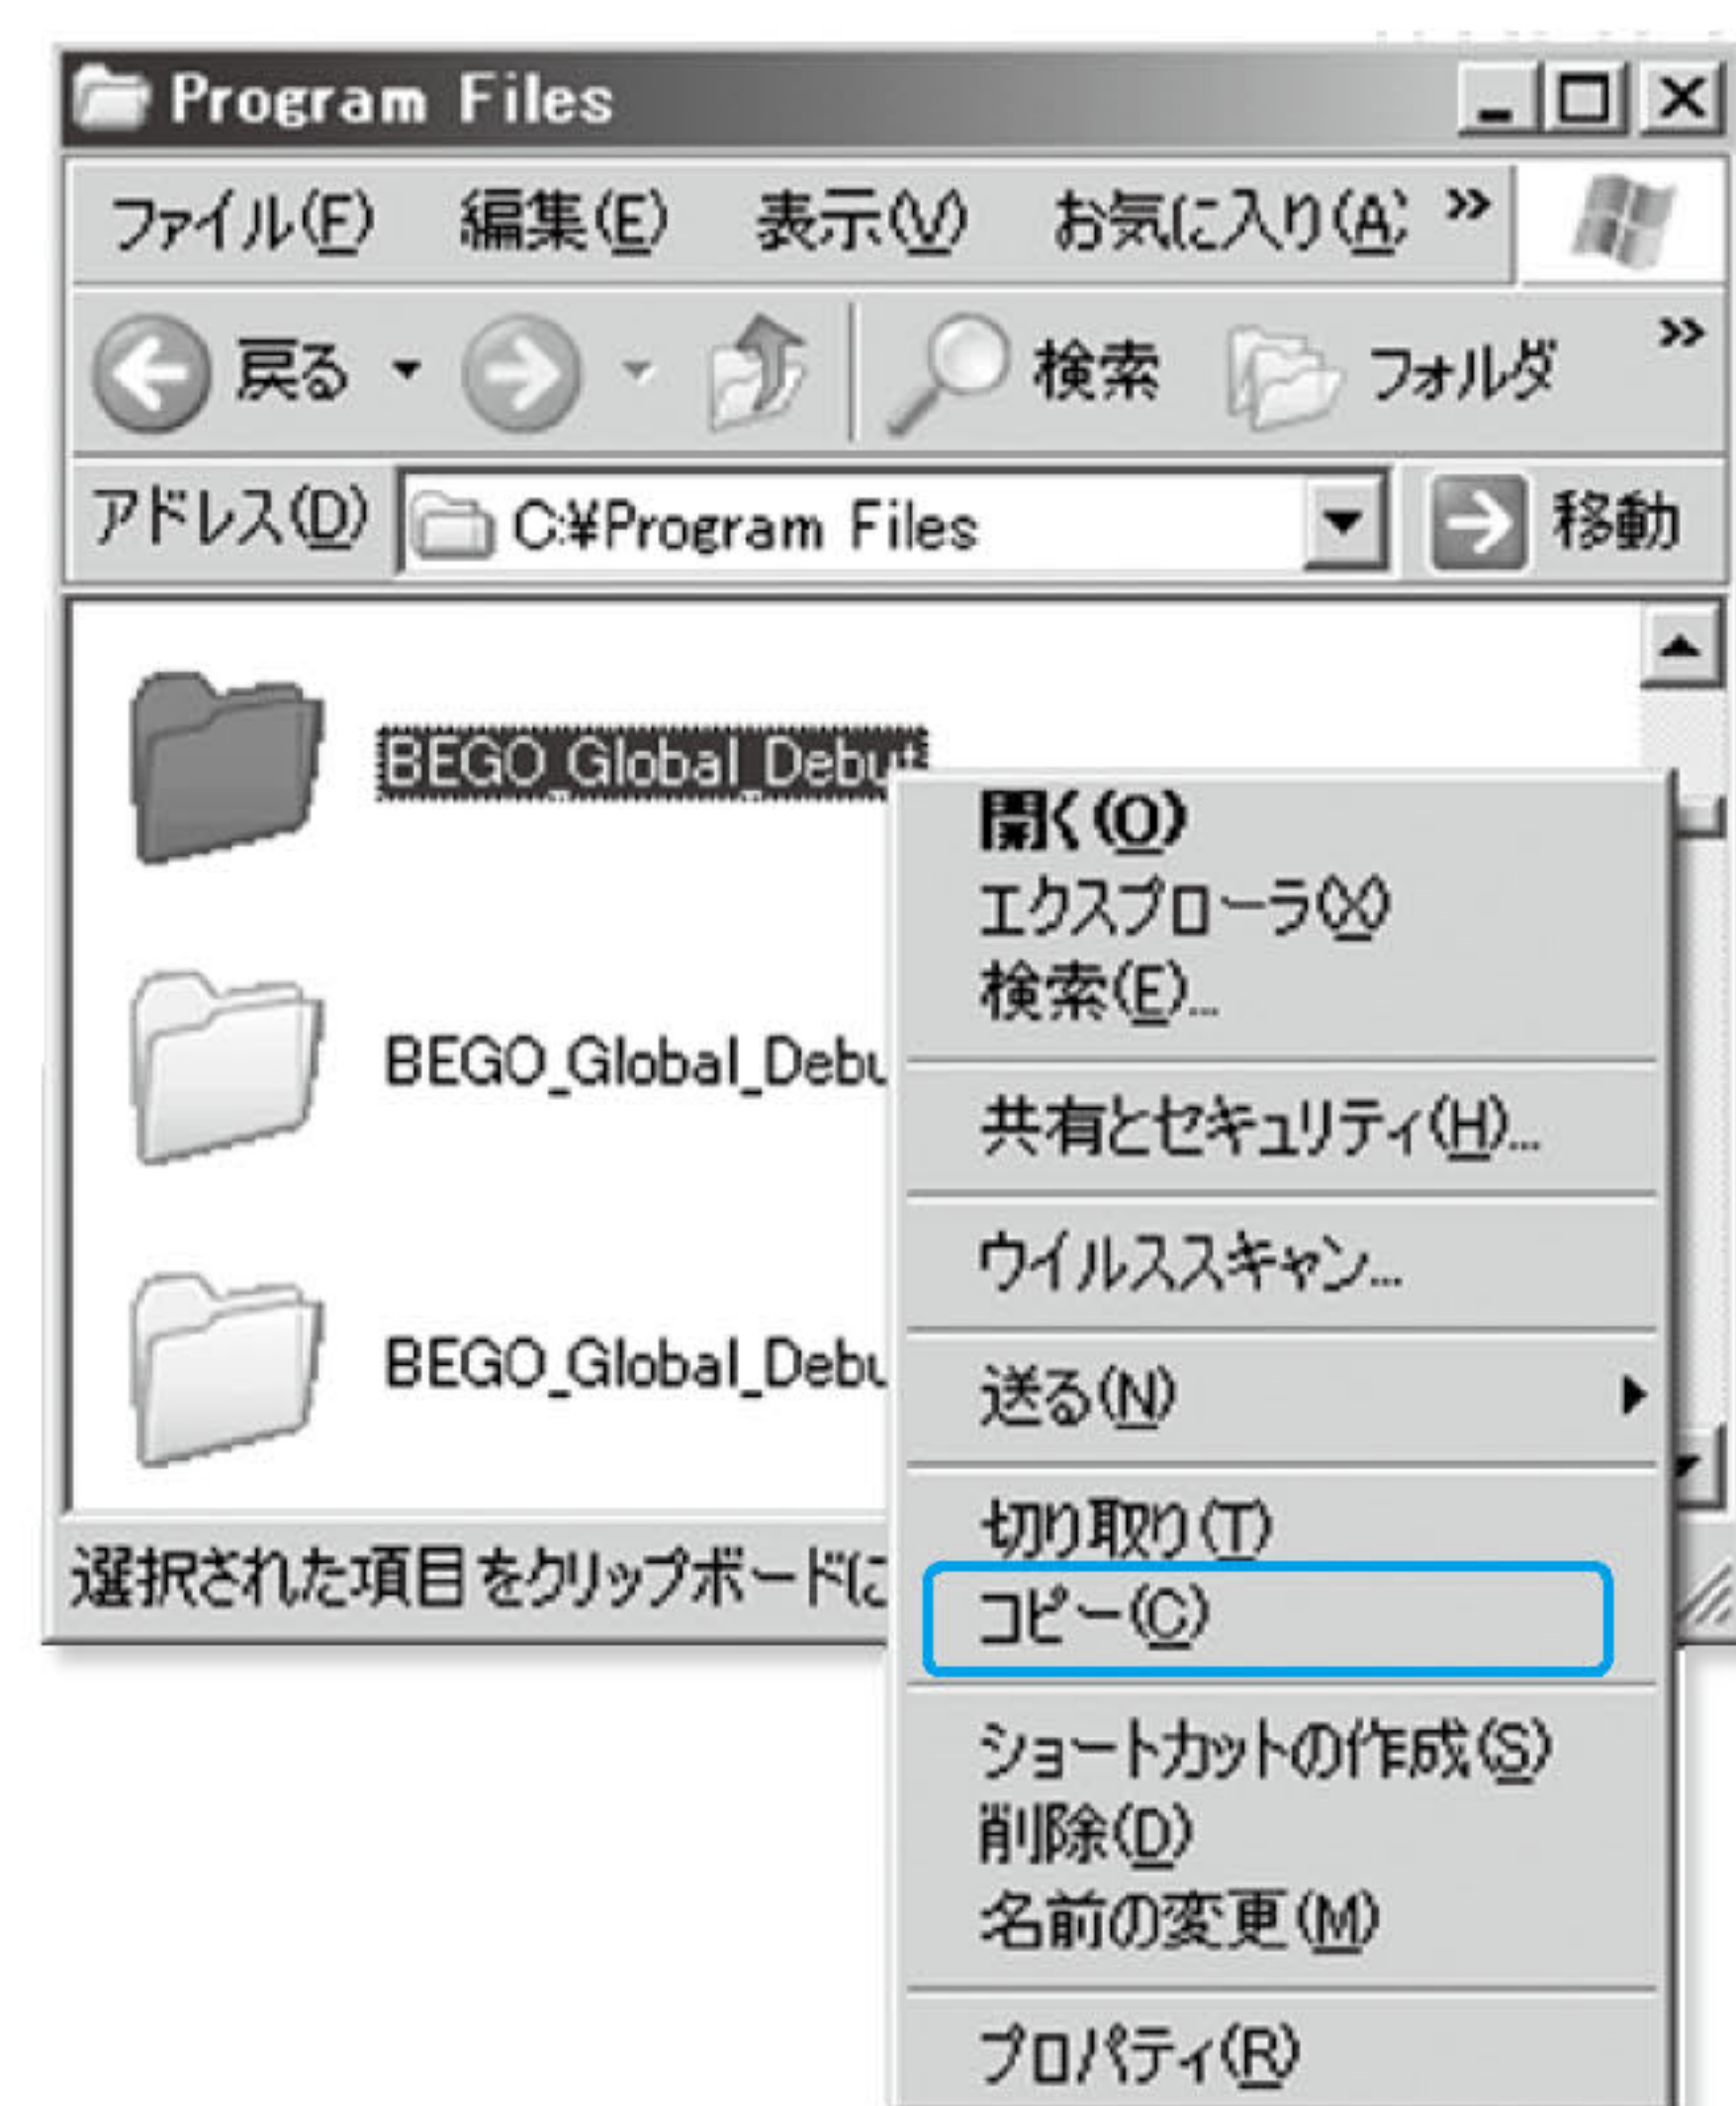 Program Files
ファイル(F) 編集(E) 表示(V) お気に入り(A) »
戻る 検索 フォルダ »
アドレス(D) C:¥Program Files 移動
BEGO_Global_Debut
BEGO_Global_Debu
BEGO_Global_Debu
選択された項目をクリップボードに
開く(O)
エクスプローラ(X)
検索(E)...
共有とセキュリティ(H)...
ウイルススキャン...
送る(N)
切り取り(T)
コピー(C)
ショートカットの作成(S)
削除(D)
名前の変更(M)
プロパティ(R)